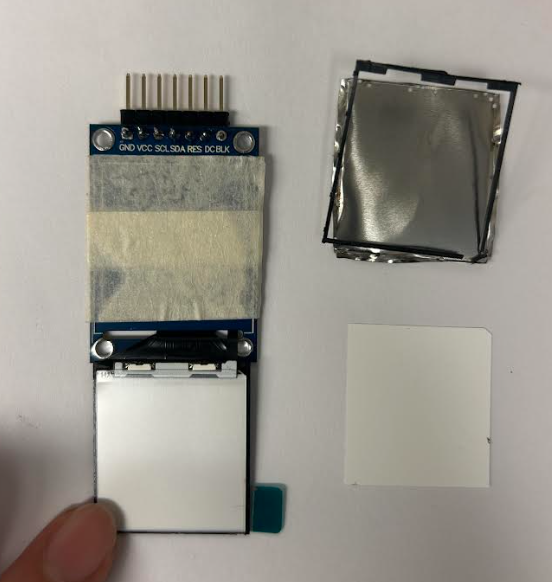 GND VCC SCL SDA RES DC BLK